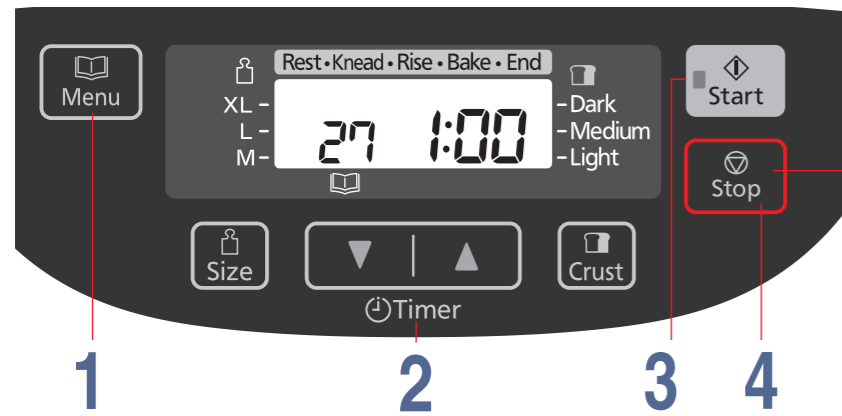 Menu
Rest • Knead • Rise • Bake • End
XL –
L –
M –
27 1:00
– Dark
– Medium
– Light
Start
Stop
Size
Crust
Timer
1
2
3
4